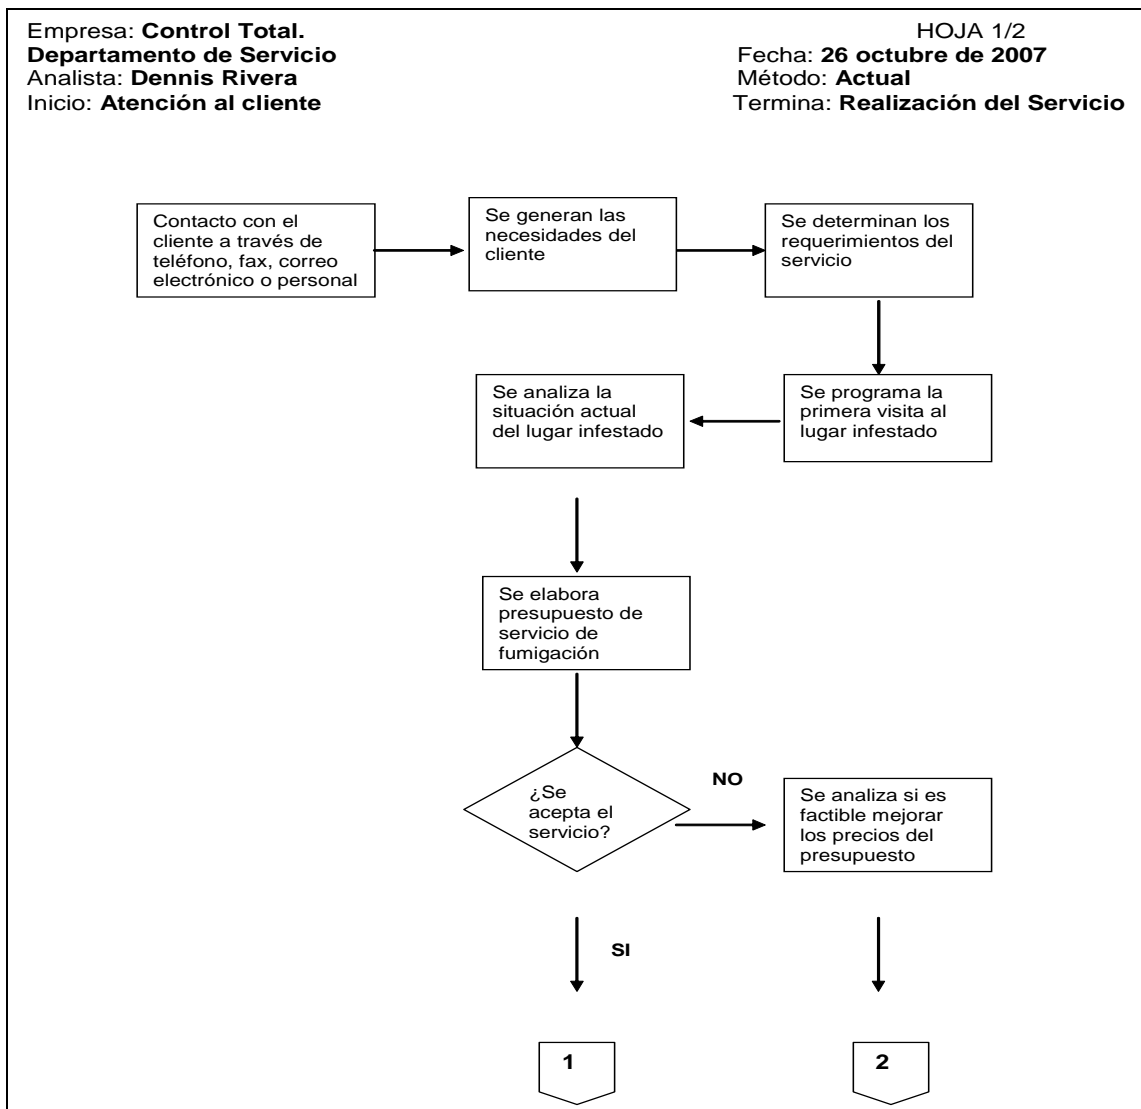 Empresa: Control Total.
HOJA 1/2
Departamento de Servicio
Fecha: 26 octubre de 2007
Analista: Dennis Rivera
Método: Actual
Inicio: Atención al cliente
Termina: Realización del Servicio
Contacto con el
cliente a través de
teléfono, fax, correo
electrónico o personal
Se generan las
necesidades del
cliente
Se determinan los
requerimientos del
servicio
Se programa la
primera visita al
lugar infestado
Se analiza la
situación actual
del lugar infestado
Se elabora
presupuesto de
servicio de
fumigación
¿Se
acepta el
servicio?
NO
Se analiza si es
factible mejorar
los precios del
presupuesto
SI
1
2